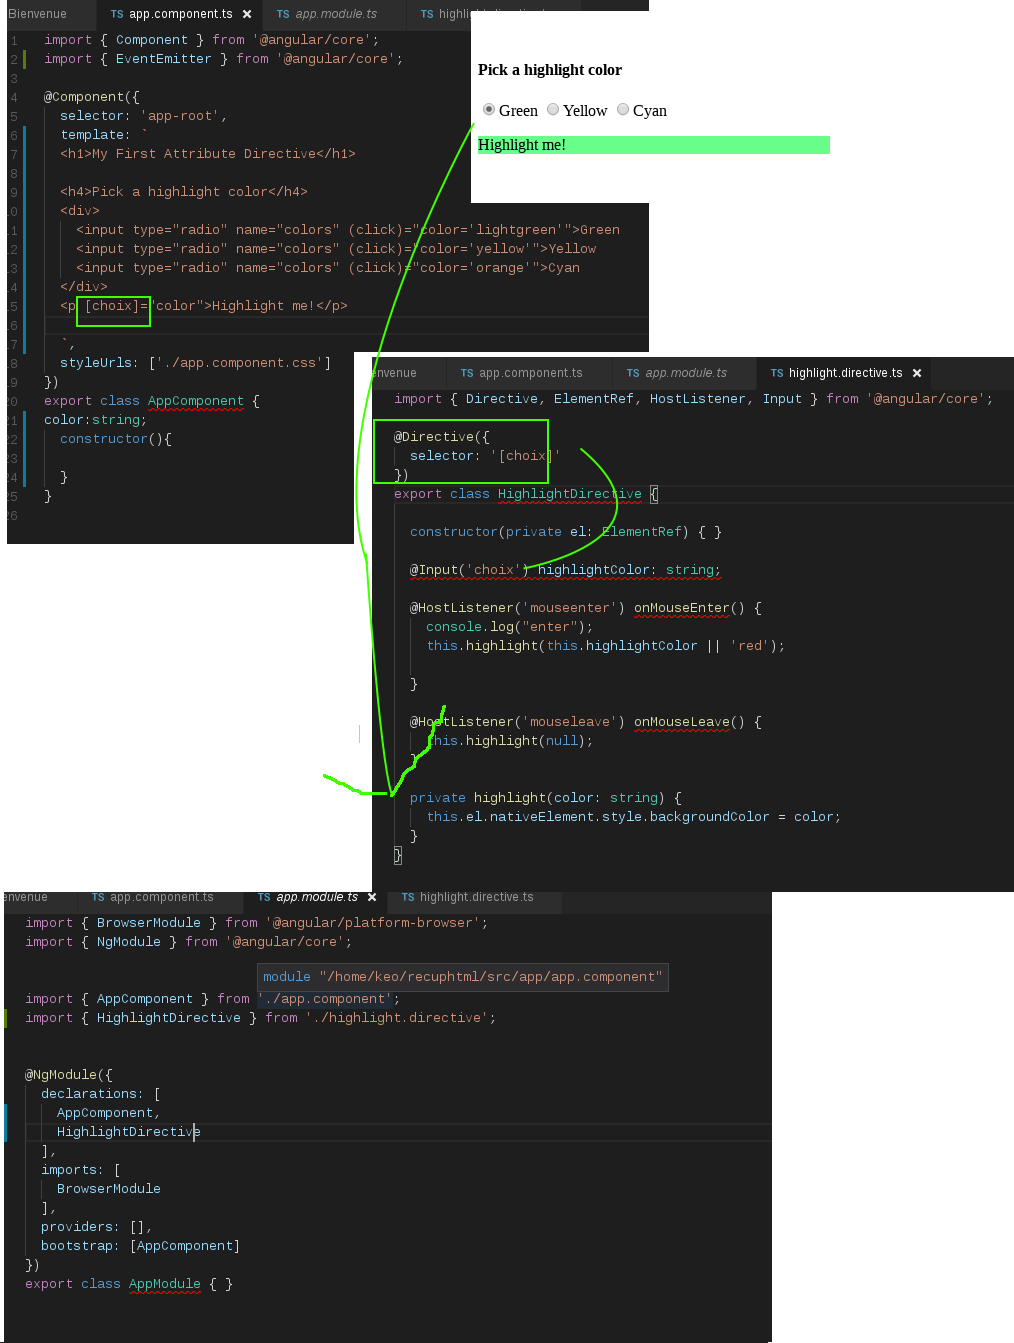 Bienvenue TS app.component.ts × TS app.module.ts TS highlight.directive.ts
1 import { Component } from '@angular/core';
2 import { EventEmitter } from '@angular/core';
3
4 @Component({
5 selector: 'app-root',
6 template: `
7 <h1>My First Attribute Directive</h1>
8
9 <h4>Pick a highlight color</h4>
10 <div>
11 <input type="radio" name="colors" (click)="color='lightgreen'">Green
12 <input type="radio" name="colors" (click)="color='yellow'">Yellow
13 <input type="radio" name="colors" (click)="color='orange'">Cyan
14 </div>
15 <p [choix]="color">Highlight me!</p>
16
17 `,
18 styleUrls: ['./app.component.css']
19 })
20 export class AppComponent {
21 color:string;
22 constructor(){
23
24 }
25 }
26
Pick a highlight color
Green Yellow Cyan
Highlight me!
envenue TS app.component.ts TS app.module.ts TS highlight.directive.ts ×
import { Directive, ElementRef, HostListener, Input } from '@angular/core';
@Directive({
selector: '[choix]'
})
export class HighlightDirective {
constructor(private el: ElementRef) { }
@Input('choix') highlightColor: string;
@HostListener('mouseenter') onMouseEnter() {
console.log("enter");
this.highlight(this.highlightColor || 'red');
}
@HostListener('mouseleave') onMouseLeave() {
this.highlight(null);
}
private highlight(color: string) {
this.el.nativeElement.style.backgroundColor = color;
}
}
envenue TS app.component.ts TS app.module.ts × TS highlight.directive.ts
import { BrowserModule } from '@angular/platform-browser';
import { NgModule } from '@angular/core';
module "/home/keo/recuphtml/src/app/app.component"
import { AppComponent } from './app.component';
import { HighlightDirective } from './highlight.directive';
@NgModule({
declarations: [
AppComponent,
HighlightDirective
],
imports: [
BrowserModule
],
providers: [],
bootstrap: [AppComponent]
})
export class AppModule { }